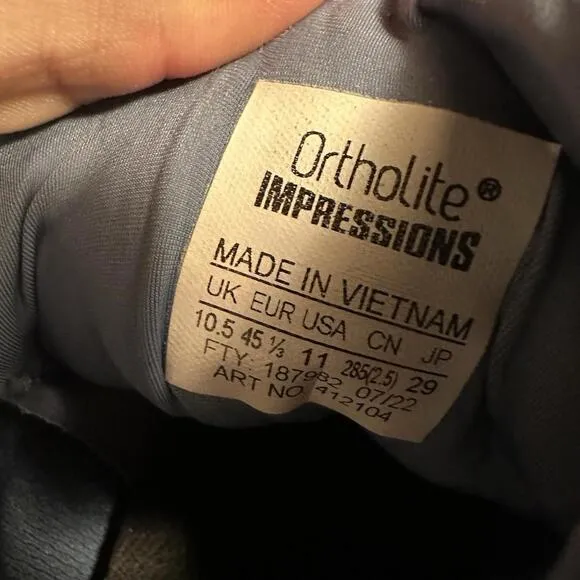 Ortholite®
IMPRESSIONS
MADE IN VIETNAM
UK EUR USA CN JP
10.5 45 ⅓ 11 285(2.5) 29
FTY: 187982 07/22
ART NO 412104